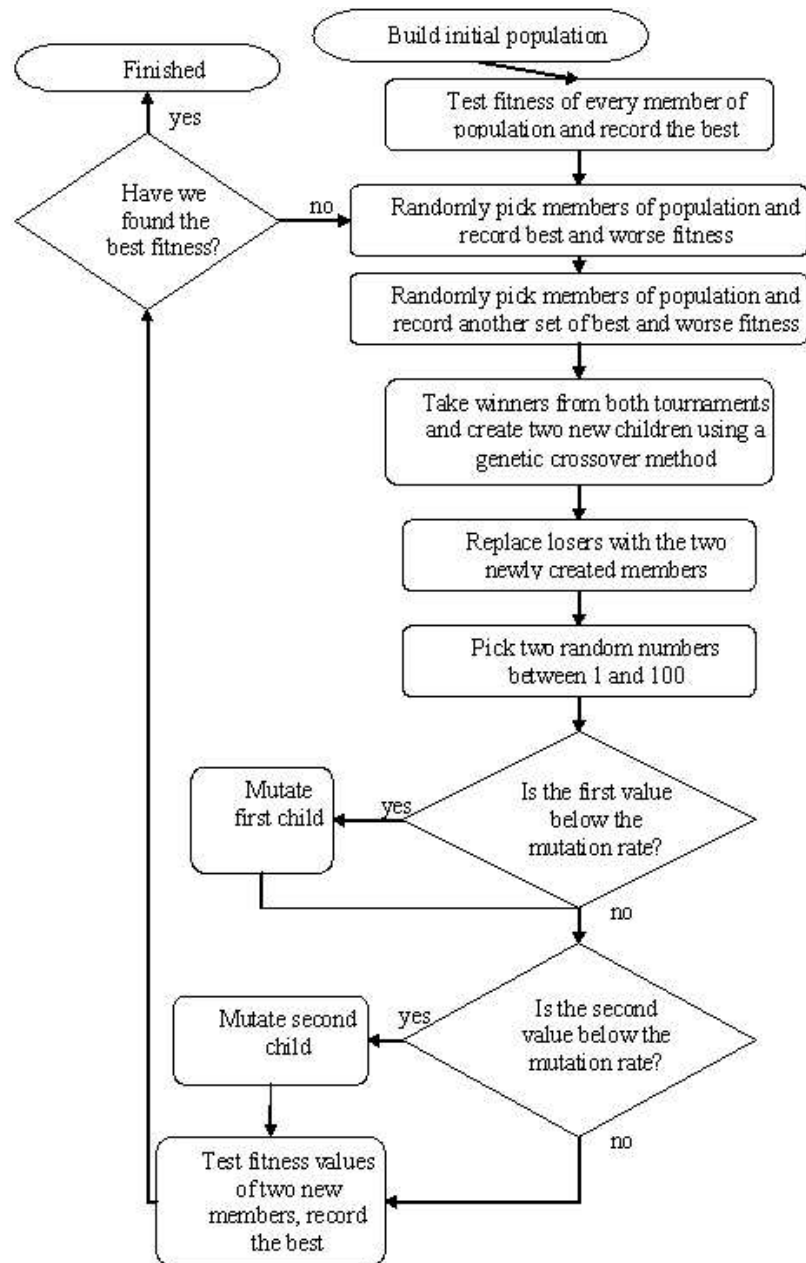 Build initial population
Finished
yes
Test fitness of every member of
population and record the best
Have we
found the
best fitness?
no
Randomly pick members of population and
record best and worse fitness
Randomly pick members of population and
record another set of best and worse fitness
Take winners from both tournaments
and create two new children using a
genetic crossover method
Replace losers with the two
newly created members
Pick two random numbers
between 1 and 100
Is the first value
below the
mutation rate?
yes
Mutate
first child
no
Is the second
value below the
mutation rate?
yes
Mutate second
child
no
Test fitness values
of two new
members, record
the best